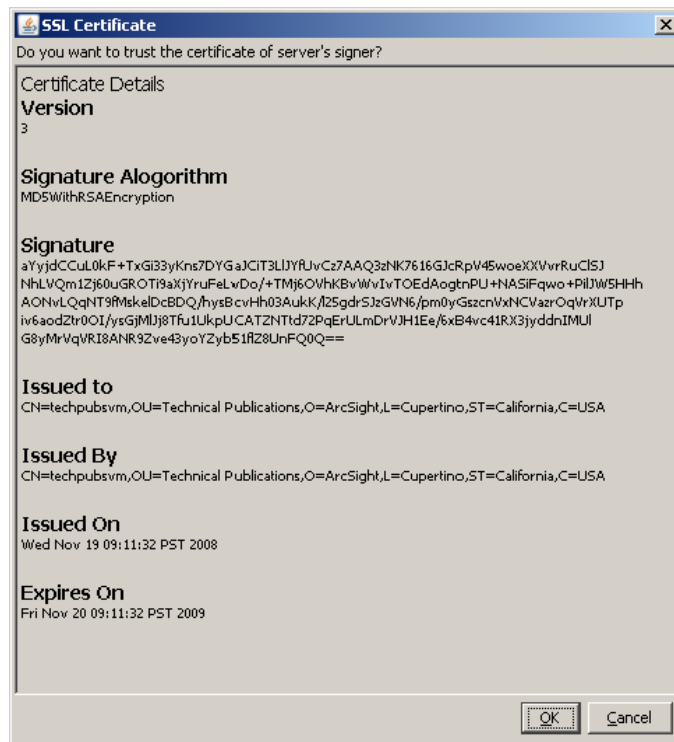 SSL Certificate
Do you want to trust the certificate of server's signer?
Certificate Details
Version
3
Signature Alogorithm
MD5WithRSAEncryption
Signature
aYyjdCCuL0kF+TxGi33yKns7DYGaJCiT3LlJYfUvCz7AAQ3zNK7616GJcRpV45woeXXVvrRuClSJ
NhLVQm1Zj60uGROTi9aXjYruFeLwDo/+TMj6OVhKBvWvIvTOEdAogtnPU+NASiFqwo+PilJW5HHh
AONvLQqNT9fMskelDcBDQ/hysBcvHh03AukK/l25gdrSJzGVN6/pm0yGszcnVxNCVazrOqVrXUTp
iv6aodZtr0OI/ysGjMlJj8Tfu1UkpUCATZNTtd72PqErULmDrVJH1Ee/6xB4vc41RX3jyddnIMUl
G8yMrVqVRI8ANR9Zve43yoYZyb51flZ8UnFQ0Q==
Issued to
CN=techpubsvm,OU=Technical Publications,O=ArcSight,L=Cupertino,ST=California,C=USA
Issued By
CN=techpubsvm,OU=Technical Publications,O=ArcSight,L=Cupertino,ST=California,C=USA
Issued On
Wed Nov 19 09:11:32 PST 2008
Expires On
Fri Nov 20 09:11:32 PST 2009
OK Cancel